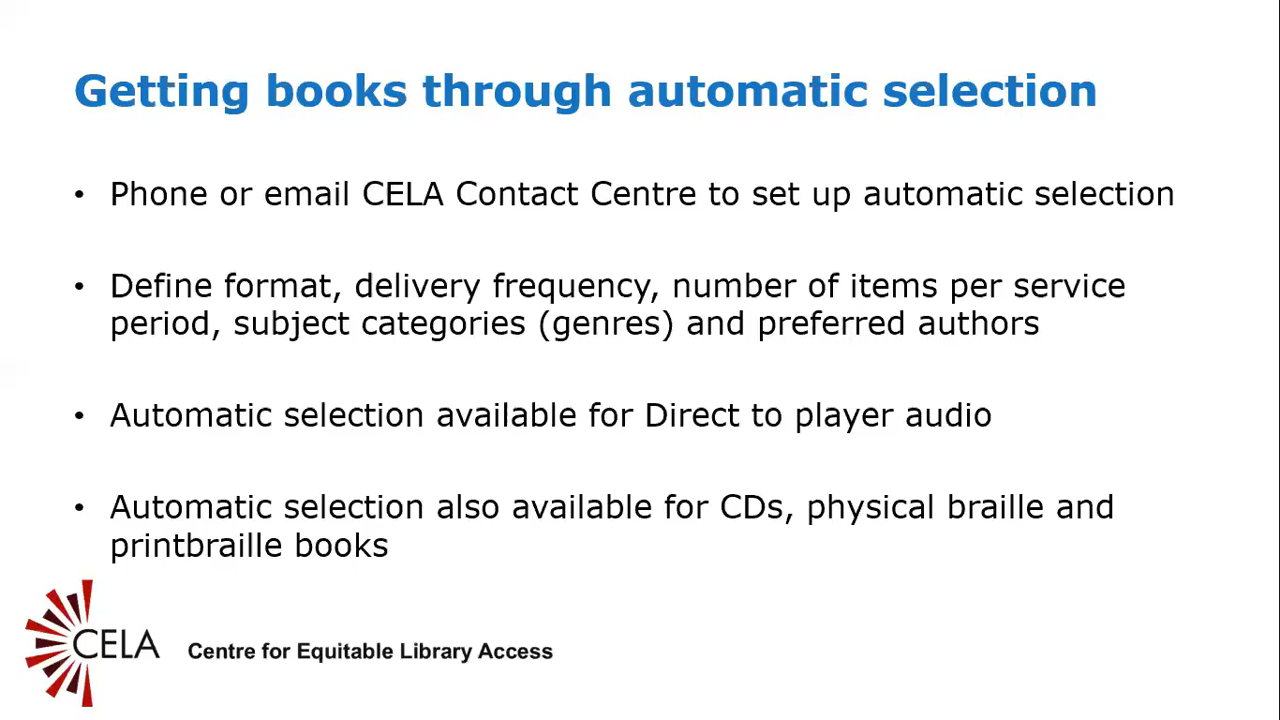 Getting books through automatic selection
• Phone or email CELA Contact Centre to set up automatic selection
• Define format, delivery frequency, number of items per service
period, subject categories (genres) and preferred authors
• Automatic selection available for Direct to player audio
• Automatic selection also available for CDs, physical braille and
printbraille books
CELA
Centre for Equitable Library Access